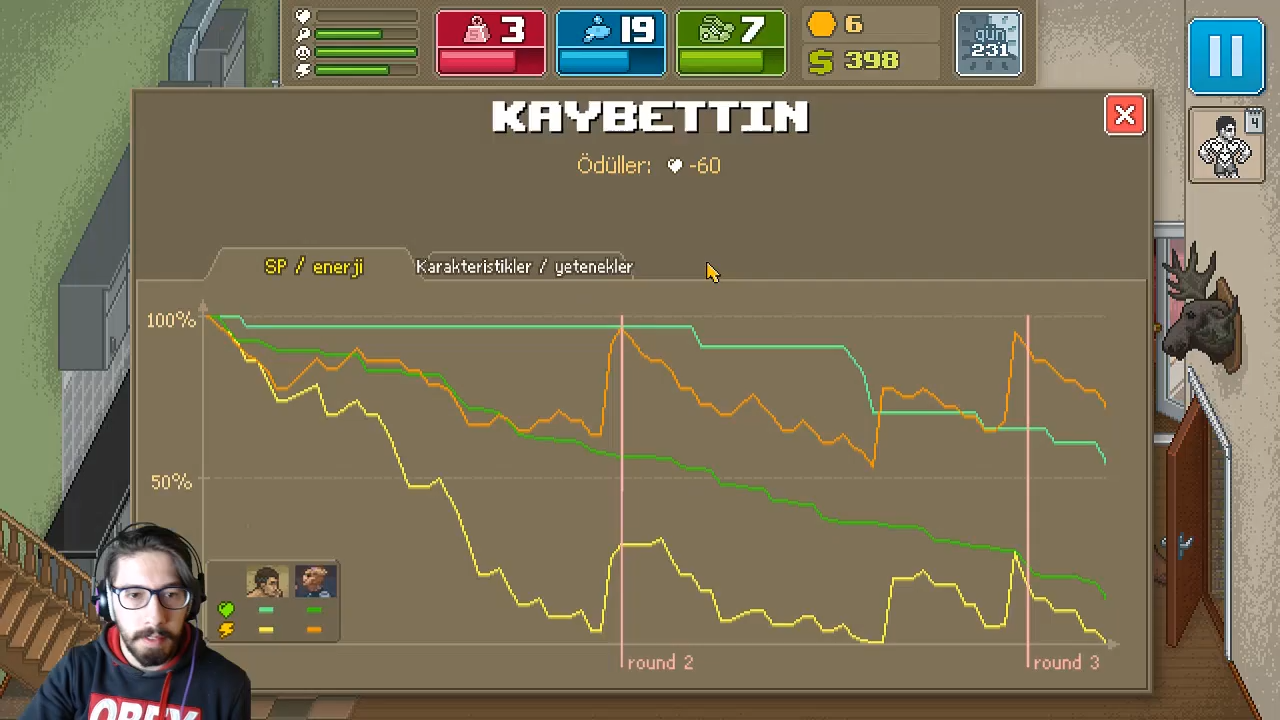 3
19
7
6
398
gün
231
4
KAYBETTIN
Ödüller: -60
SP / enerji
Karakteristikler / yetenekler
100%
50%
round 2
round 3
OBEY